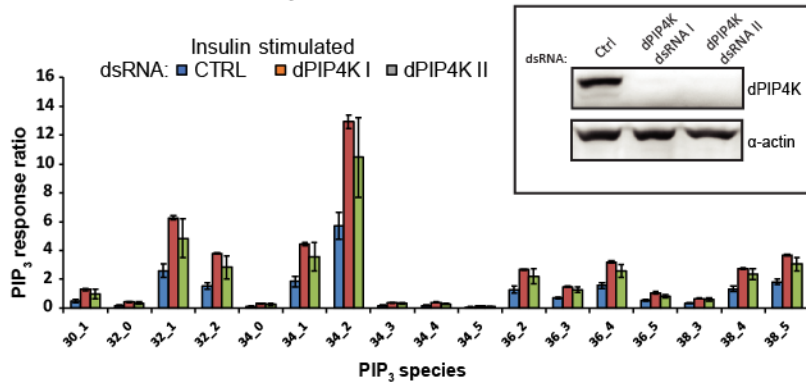 Insulin stimulated
dsRNA: CTRL dPIP4K I dPIP4K II
PIP3 response ratio
16
14
12
10
8
6
4
2
0
30_1 32_0 32_1 32_2 34_0 34_1 34_2 34_3 34_4 34_5 36_2 36_3 36_4 36_5 38_3 38_4 38_5
PIP3 species
dsRNA: Ctrl dPIP4K dsRNA I dPIP4K dsRNA II
dPIP4K
α-actin